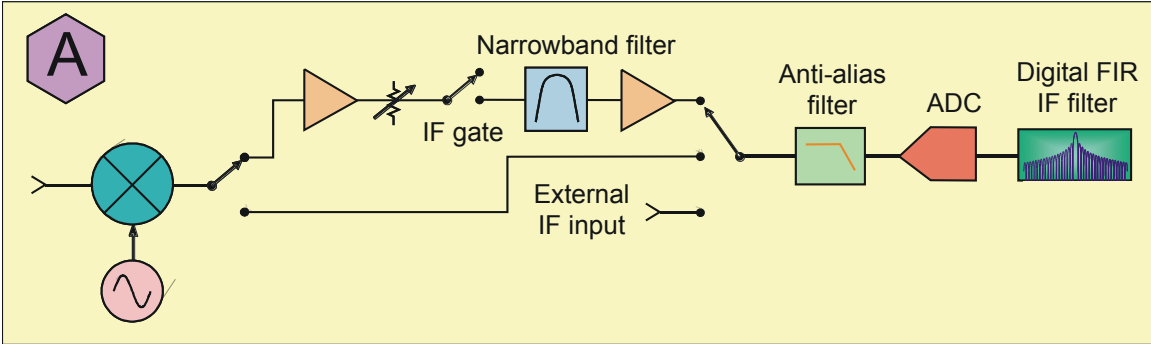 A
Narrowband filter
IF gate
Anti-alias
filter
ADC
Digital FIR
IF filter
External
IF input